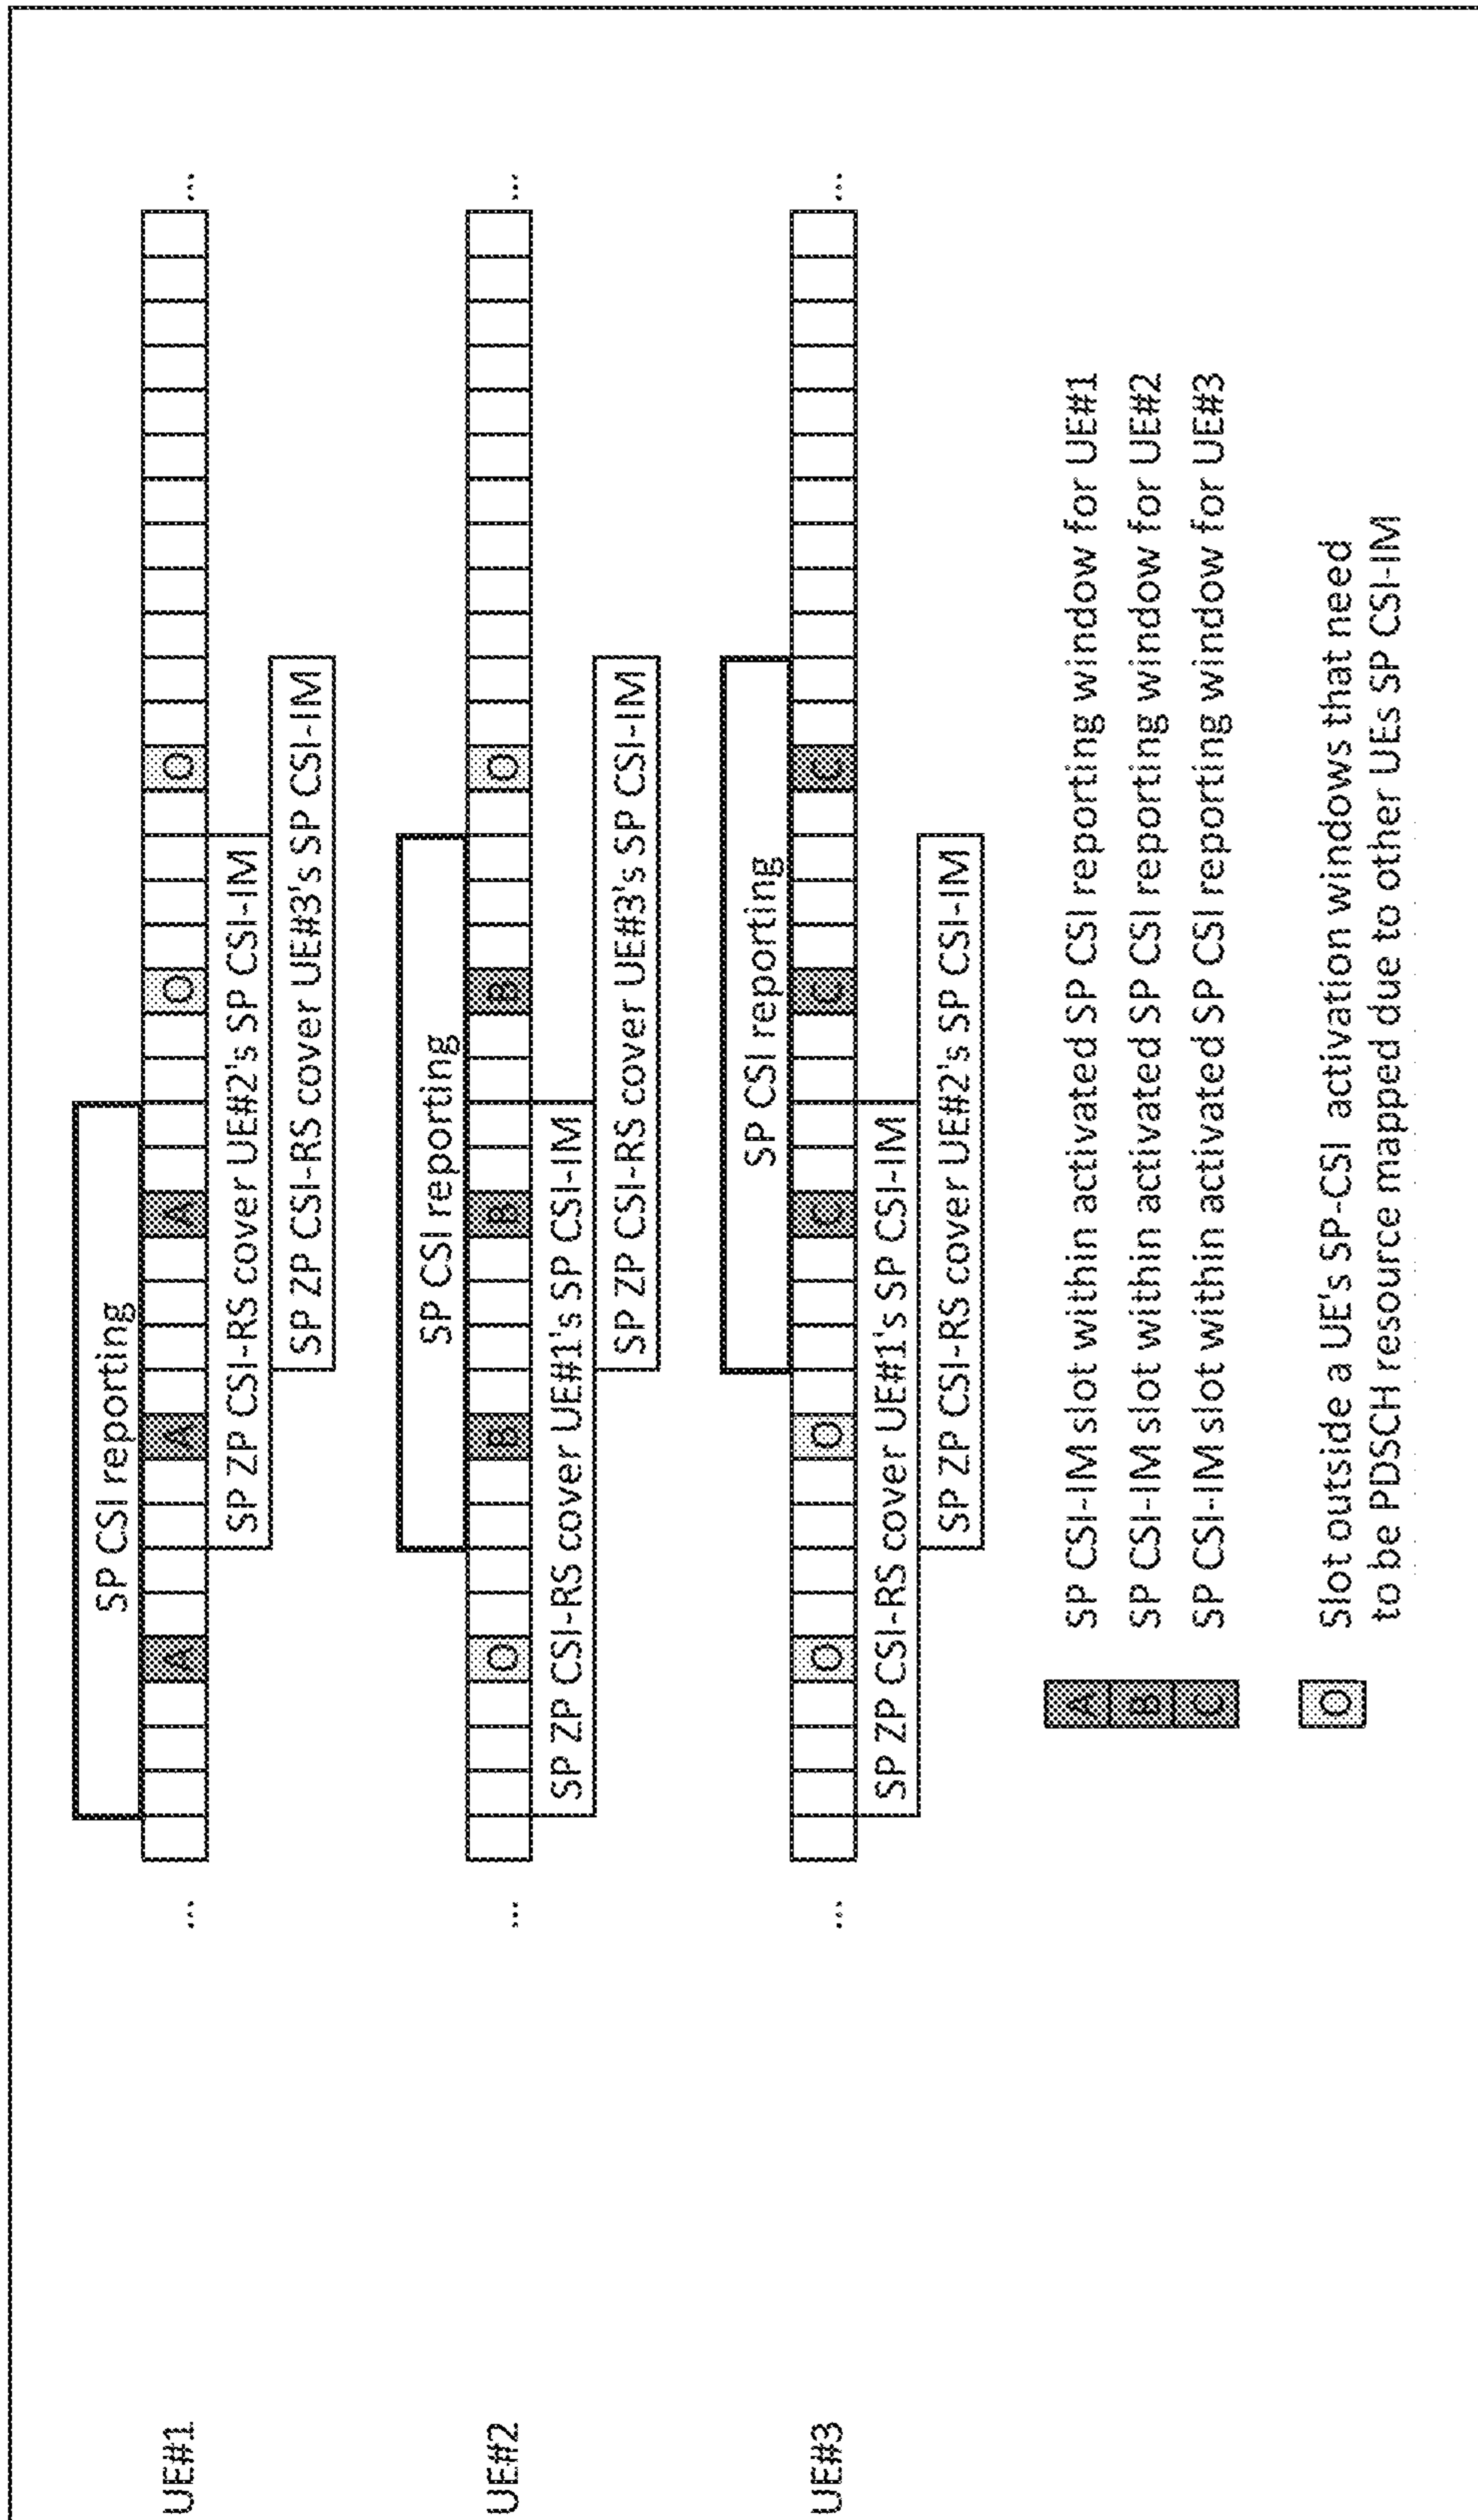 SP CSI reporting
UE#1 ... A A A O O ...
SP ZP CSI-RS cover UE#2's SP CSI-IM
SP ZP CSI-RS cover UE#3's SP CSI-IM
SP CSI reporting
UE#2 ... O B B B O ...
SP ZP CSI-RS cover UE#1's SP CSI-IM
SP ZP CSI-RS cover UE#3's SP CSI-IM
SP CSI reporting
UE#3 ... O O C C C ...
SP ZP CSI-RS cover UE#1's SP CSI-IM
SP ZP CSI-RS cover UE#2's SP CSI-IM
A SP CSI-IM slot within activated SP CSI reporting window for UE#1
B SP CSI-IM slot within activated SP CSI reporting window for UE#2
C SP CSI-IM slot within activated SP CSI reporting window for UE#3
O Slot outside a UE's SP-CSI activation windows that need
to be PDSCH resource mapped due to other UEs SP CSI-IM